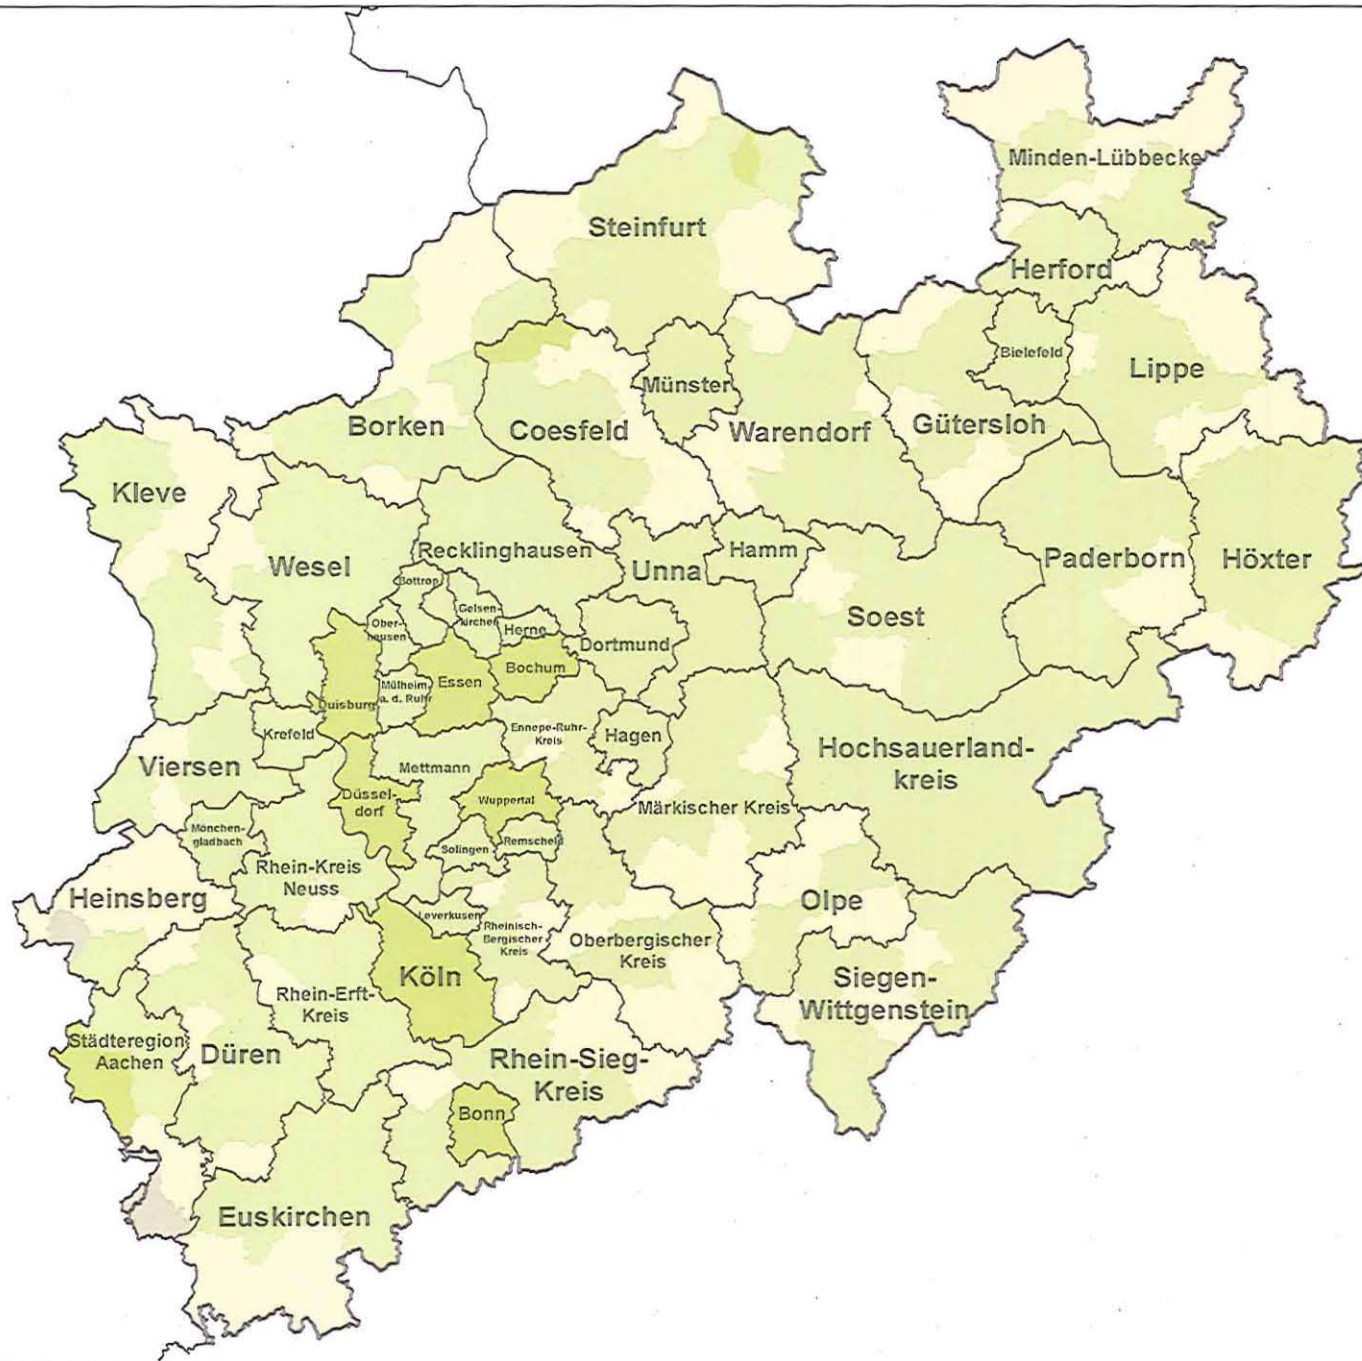 Minden-Lübbecke
Steinfurt
Herford
Bielefeld
Lippe
Münster
Borken
Coesfeld
Warendorf
Gütersloh
Kleve
Wesel
Recklinghausen
Unna
Hamm
Paderborn
Höxter
Bottrop
Gelsen-
kirchen
Ober-
hausen
Herne
Dortmund
Soest
Bochum
Essen
Mülheim
a. d. Ruhr
Duisburg
Krefeld
Ennepe-Ruhr-
Kreis
Hagen
Viersen
Mettmann
Hochsauerland-
kreis
Düssel-
dorf
Wuppertal
Märkischer Kreis
Mönchen-
gladbach
Solingen
Remscheid
Rhein-Kreis
Neuss
Heinsberg
Olpe
Leverkusen
Rheinisch-
Bergischer
Kreis
Oberbergischer
Kreis
Köln
Siegen-
Wittgenstein
Rhein-Erft-
Kreis
Städteregion
Aachen
Düren
Rhein-Sieg-
Kreis
Bonn
Euskirchen